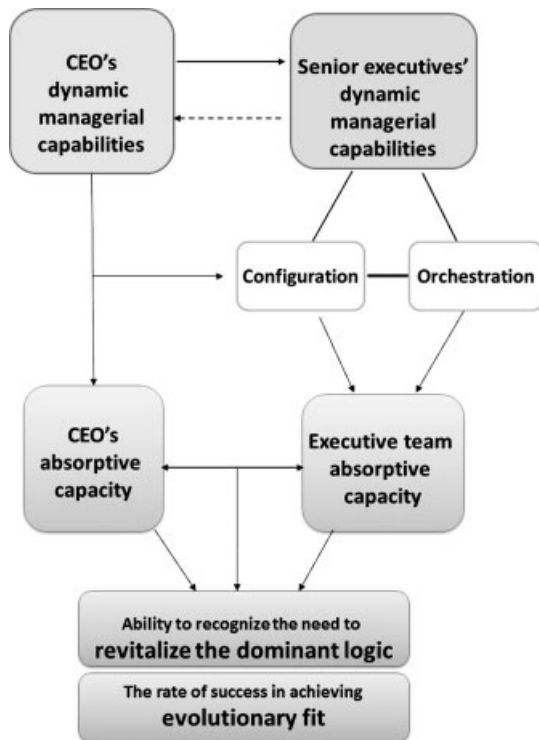 CEO's
dynamic
managerial
capabilities
Senior executives'
dynamic
managerial
capabilities
Configuration
Orchestration
CEO's
absorptive
capacity
Executive team
absorptive
capacity
Ability to recognize the need to
revitalize the dominant logic
The rate of success in achieving
evolutionary fit